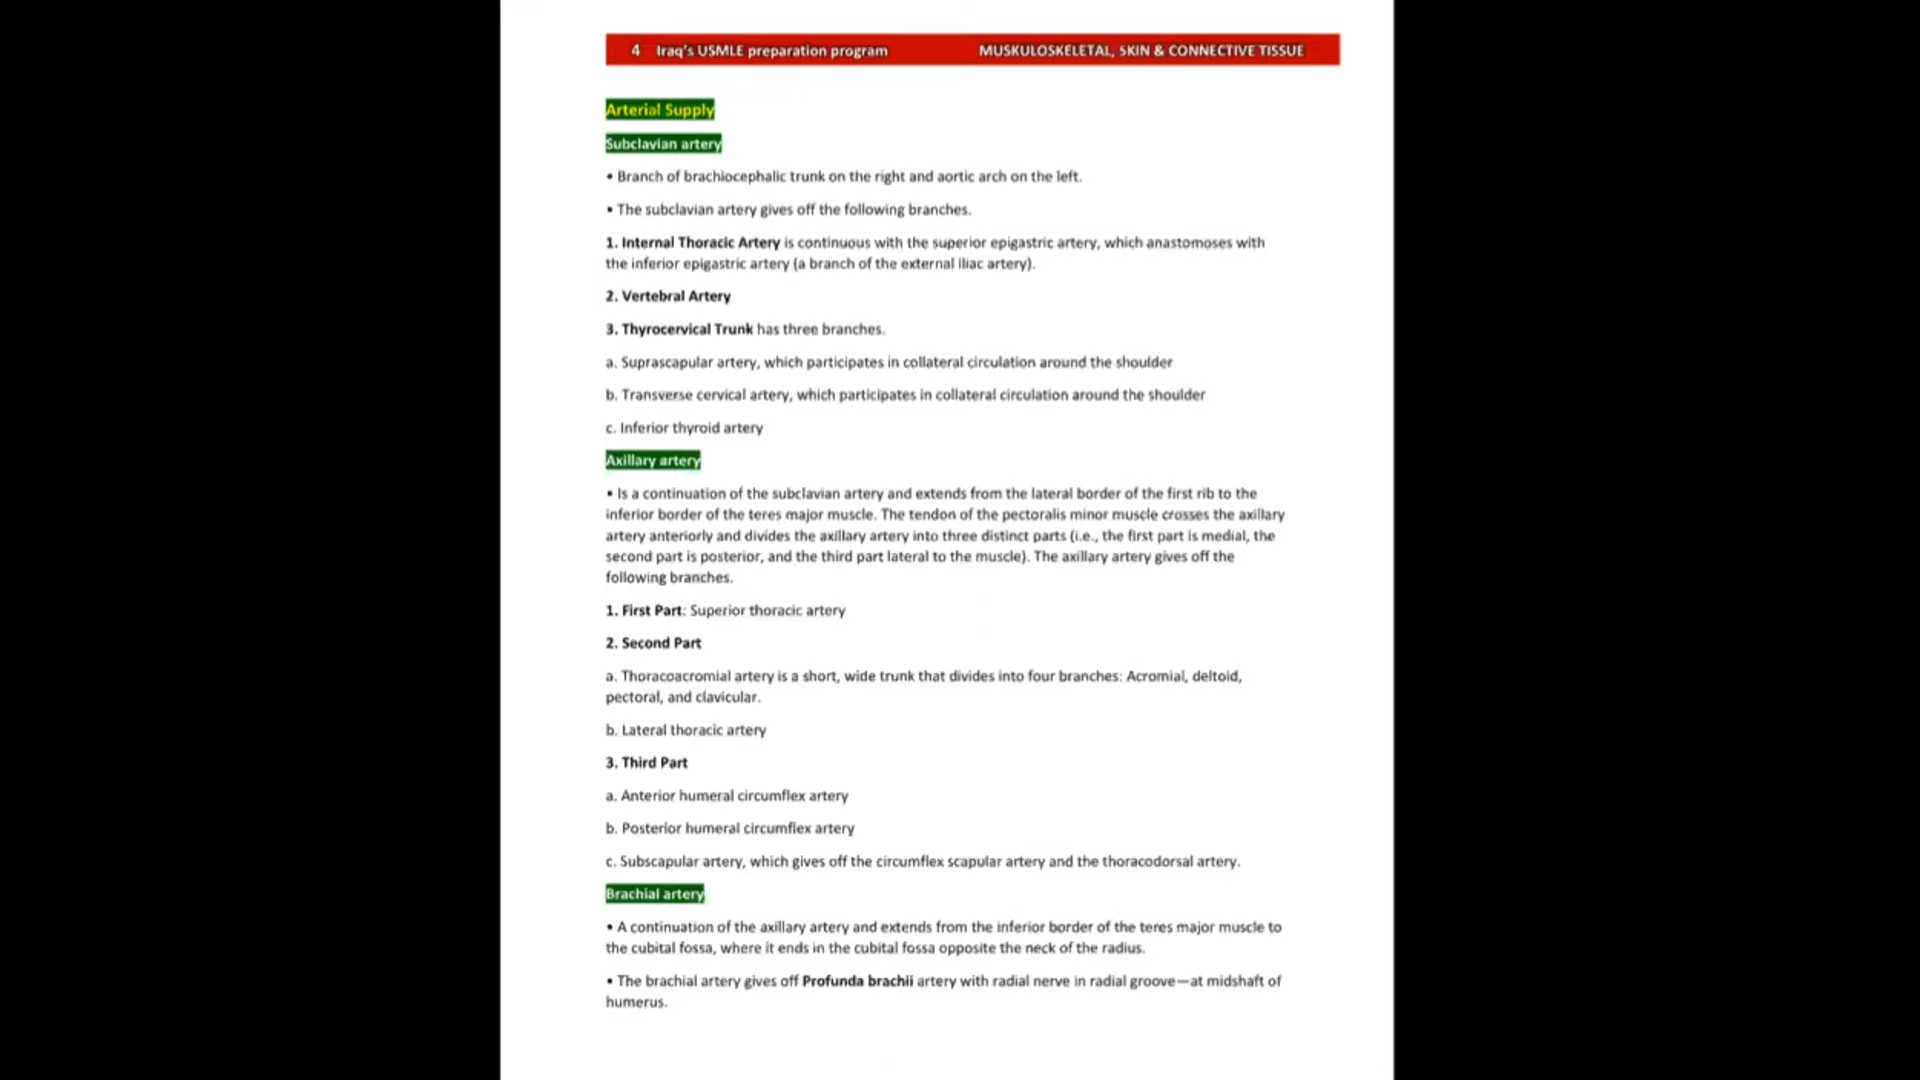 4 Iraq's USMLE preparation program MUSKULOSKELETAL, SKIN & CONNECTIVE TISSUE
Arterial Supply
Subclavian artery
• Branch of brachiocephalic trunk on the right and aortic arch on the left.
• The subclavian artery gives off the following branches.
1. Internal Thoracic Artery is continuous with the superior epigastric artery, which anastomoses with
the inferior epigastric artery (a branch of the external iliac artery).
2. Vertebral Artery
3. Thyrocervical Trunk has three branches.
a. Suprascapular artery, which participates in collateral circulation around the shoulder
b. Transverse cervical artery, which participates in collateral circulation around the shoulder
c. Inferior thyroid artery
Axillary artery
• Is a continuation of the subclavian artery and extends from the lateral border of the first rib to the
inferior border of the teres major muscle. The tendon of the pectoralis minor muscle crosses the axillary
artery anteriorly and divides the axillary artery into three distinct parts (i.e., the first part is medial, the
second part is posterior, and the third part lateral to the muscle). The axillary artery gives off the
following branches.
1. First Part: Superior thoracic artery
2. Second Part
a. Thoracoacromial artery is a short, wide trunk that divides into four branches: Acromial, deltoid,
pectoral, and clavicular.
b. Lateral thoracic artery
3. Third Part
a. Anterior humeral circumflex artery
b. Posterior humeral circumflex artery
c. Subscapular artery, which gives off the circumflex scapular artery and the thoracodorsal artery.
Brachial artery
• A continuation of the axillary artery and extends from the inferior border of the teres major muscle to
the cubital fossa, where it ends in the cubital fossa opposite the neck of the radius.
• The brachial artery gives off Profunda brachii artery with radial nerve in radial groove—at midshaft of
humerus.